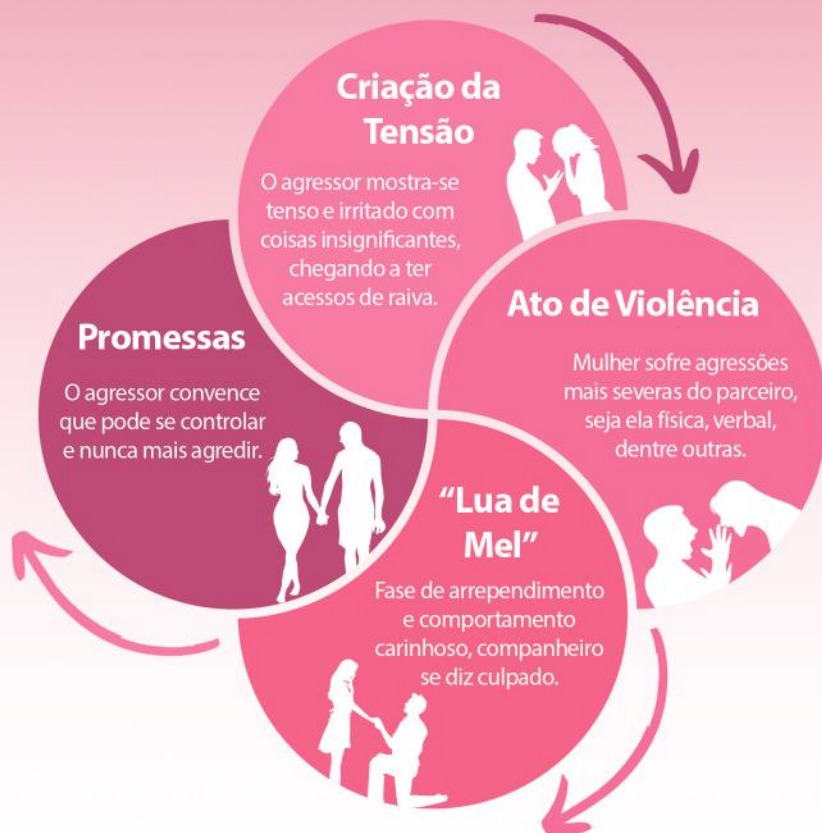 Criação da
Tensão
O agressor mostra-se
tenso e irritado com
coisas insignificantes,
chegando a ter
acessos de raiva.
Ato de Violência
Mulher sofre agressões
mais severas do parceiro,
seja ela física, verbal,
dentre outras.
“Lua de
Mel”
Fase de arrependimento
e comportamento
carinhoso, companheiro
se diz culpado.
Promessas
O agressor convence
que pode se controlar
e nunca mais agredir.